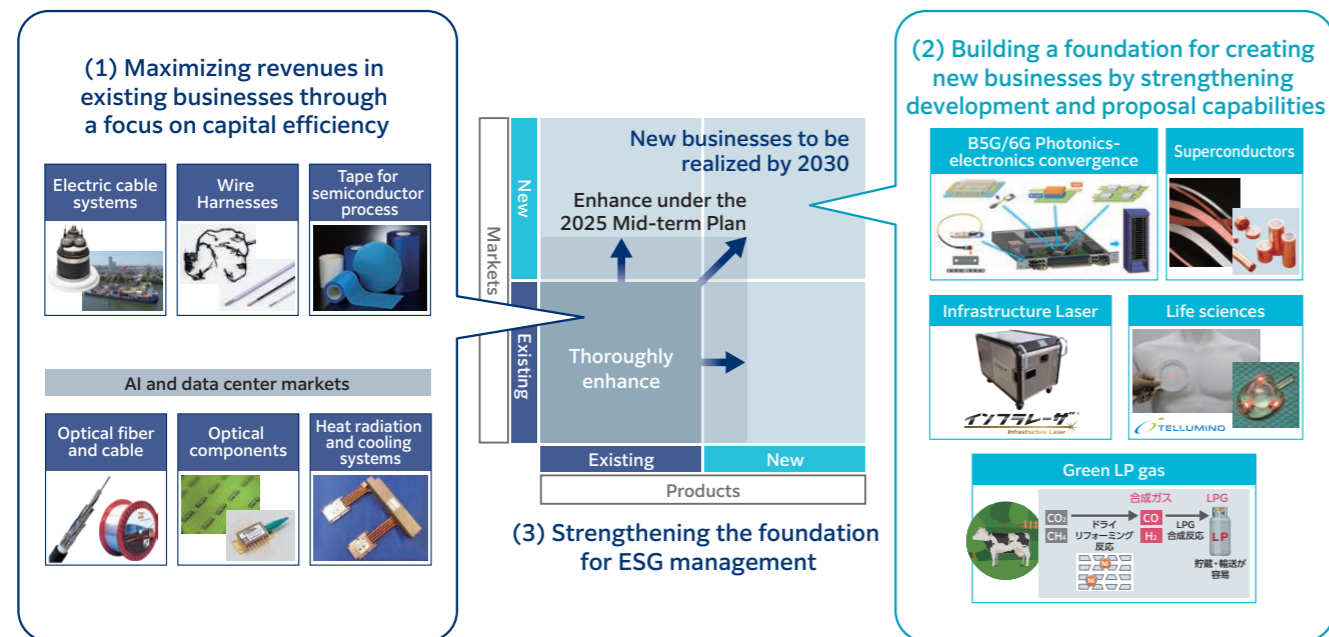 (1) Maximizing revenues in
existing businesses through
a focus on capital efficiency
Electric cable
systems
Wire
Harnesses
Tape for
semiconductor
process
AI and data center markets
Optical fiber
and cable
Optical
components
Heat radiation
and cooling
systems
Markets
New
Existing
New businesses to be
realized by 2030
Enhance under the
2025 Mid-term Plan
Thoroughly
enhance
Existing
New
Products
(3) Strengthening the foundation
for ESG management
(2) Building a foundation for creating
new businesses by strengthening
development and proposal capabilities
B5G/6G Photonics-
electronics convergence
Superconductors
Infrastructure Laser
インフラレーザ
Infrastructure Laser
Life sciences
TELLUMINO
Green LP gas
合成ガス
LPG
CO₂
CH₄
ドライ
リフォーミング
反応
Ni
Ni
CO
H₂
LPG
合成反応
LP
貯蔵・輸送が
容易